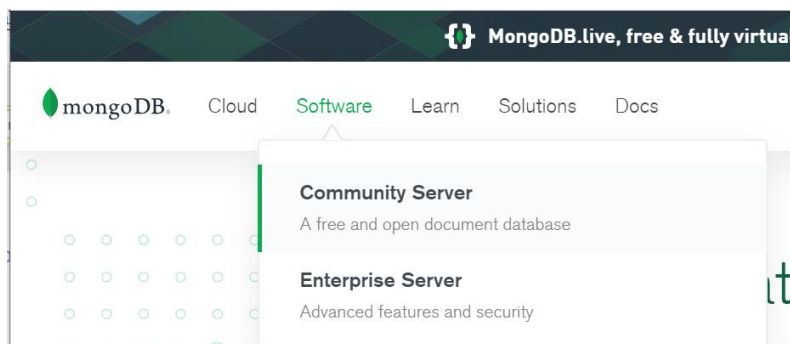 MongoDB.live, free & fully virtua
mongoDB. Cloud Software Learn Solutions Docs
Community Server
A free and open document database
Enterprise Server
Advanced features and security